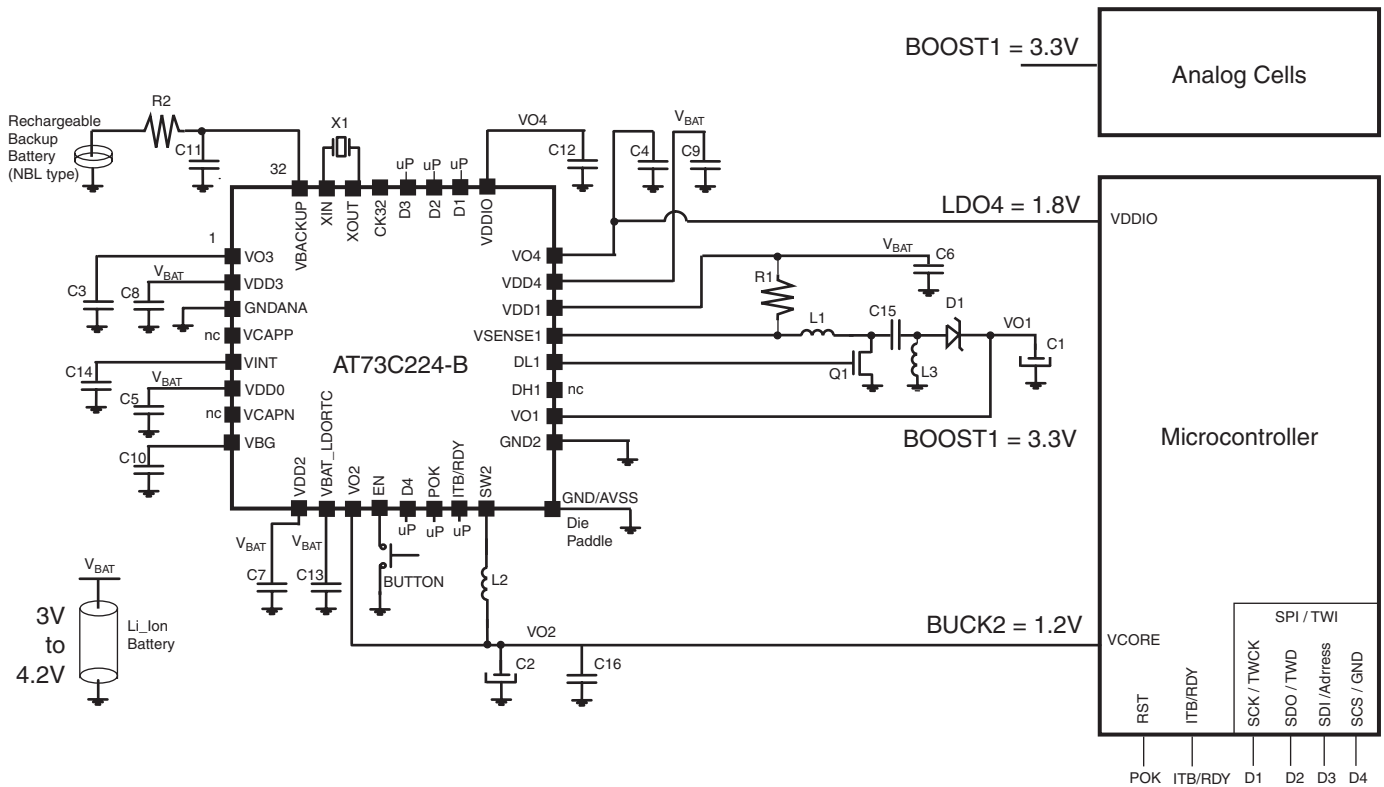 BOOST1 = 3.3V
Analog Cells
Rechargeable
Backup
Battery
(NBL type)
R2
C11
X1
32
uP
uP
uP
VO4
C12
C4
VBAT
C9
VBACKUP
XIN
XOUT
CK32
D3
D2
D1
VDDIO
LDO4 = 1.8V
VDDIO
1
VO3
VDD3
GNDANA
nc
VCAPP
VINT
VDD0
nc
VCAPN
VBG
C3
VBAT
C8
C14
VBAT
C5
C10
AT73C224-B
VO4
VDD4
VDD1
VSENSE1
DL1
DH1
nc
VO1
GND2
VBAT
C6
R1
L1
C15
D1
VO1
C1
Q1
L3
BOOST1 = 3.3V
Microcontroller
VDD2
VBAT_LDORTC
VO2
EN
D4
POK
ITB/RDY
SW2
GND/AVSS
Die
Paddle
uP
uP
uP
VBAT
VBAT
C7
C13
BUTTON
L2
VBAT
3V
to
4.2V
Li_Ion
Battery
VO2
C2
C16
BUCK2 = 1.2V
VCORE
SPI / TWI
RST
ITB/RDY
SCK / TWCK
SDO / TWD
SDI /Adrress
SCS / GND
POK
ITB/RDY
D1
D2
D3
D4